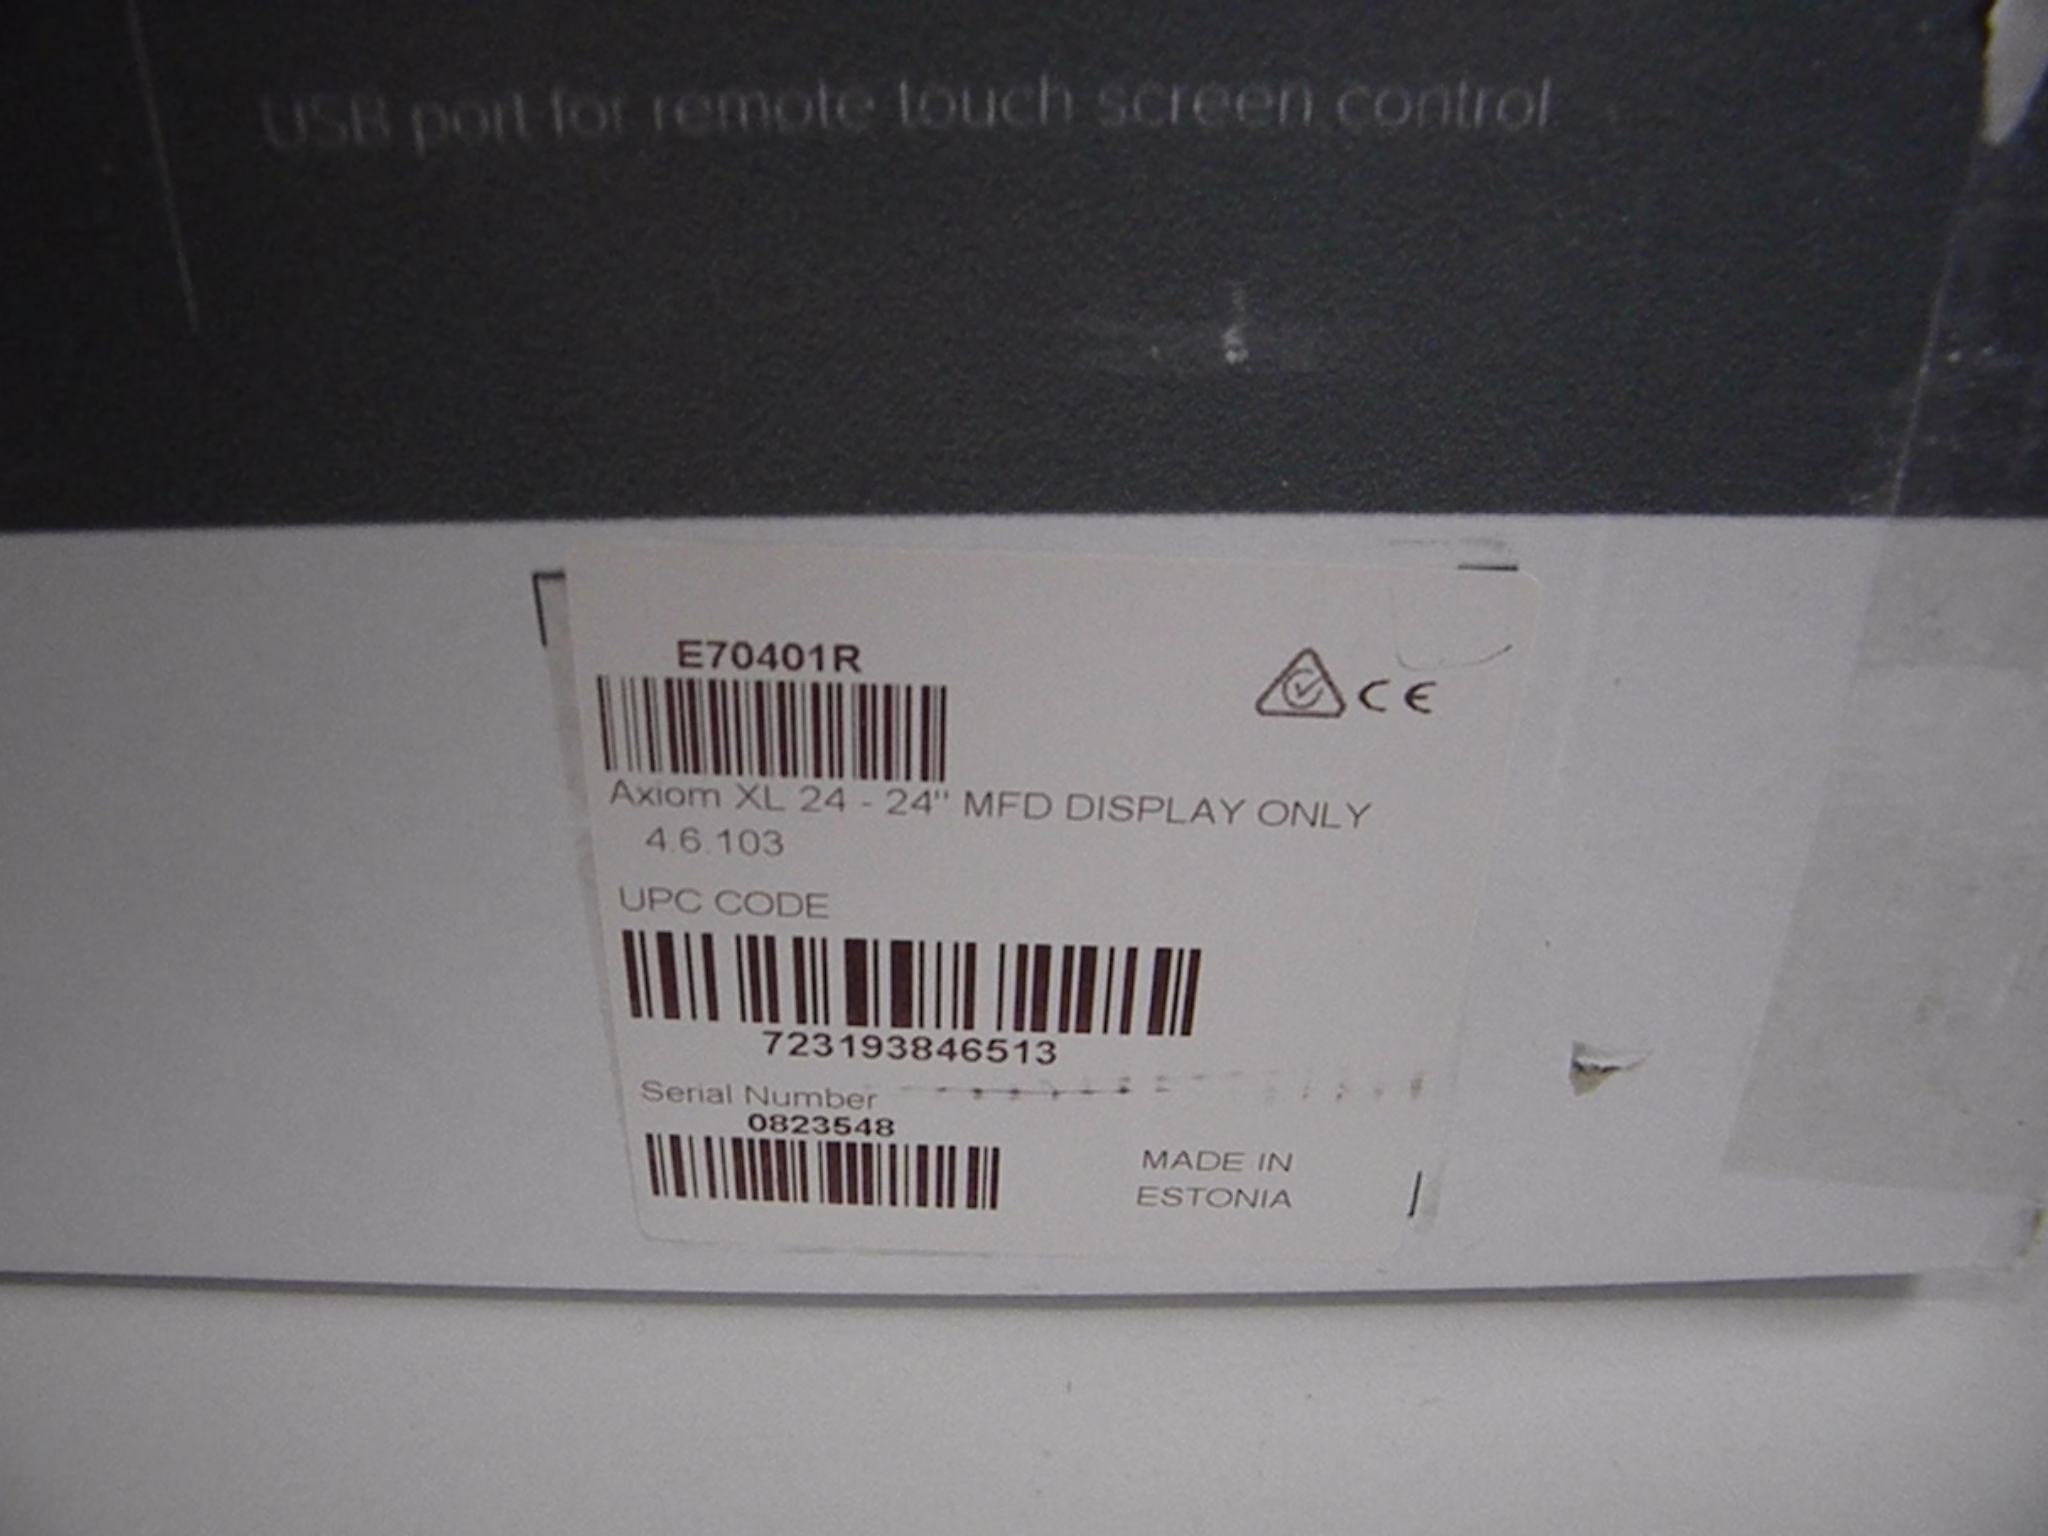 USB port for remote touch screen control
E70401R
CE
Axiom XL 24 - 24" MFD DISPLAY ONLY
4.6.103
UPC CODE
723193846513
Serial Number
0823548
MADE IN
ESTONIA